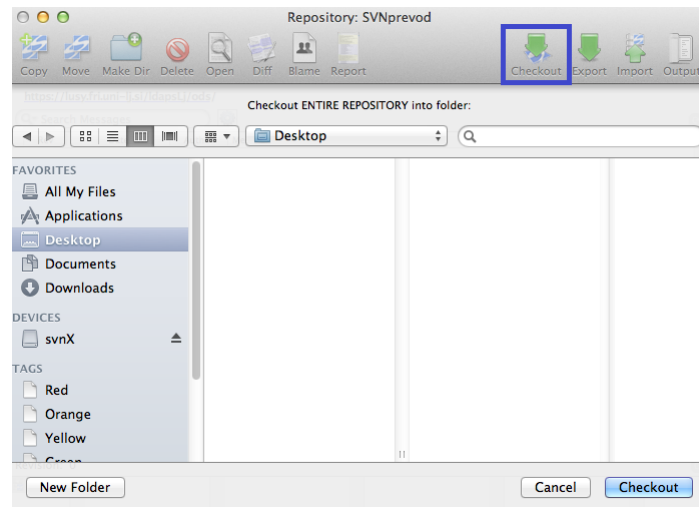 Repository: SVNprevod
Copy Move Make Dir Delete Open Diff Blame Report Checkout Export Import Output
Checkout ENTIRE REPOSITORY into folder:
Desktop
FAVORITES
All My Files
Applications
Desktop
Documents
Downloads
DEVICES
svnX
TAGS
Red
Orange
Yellow
Green
New Folder Cancel Checkout